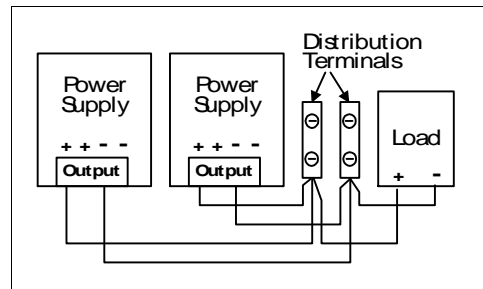 Distribution
Terminals
Power
Supply
+ + - -
Output
Power
Supply
+ + - -
Output
Load
+ -